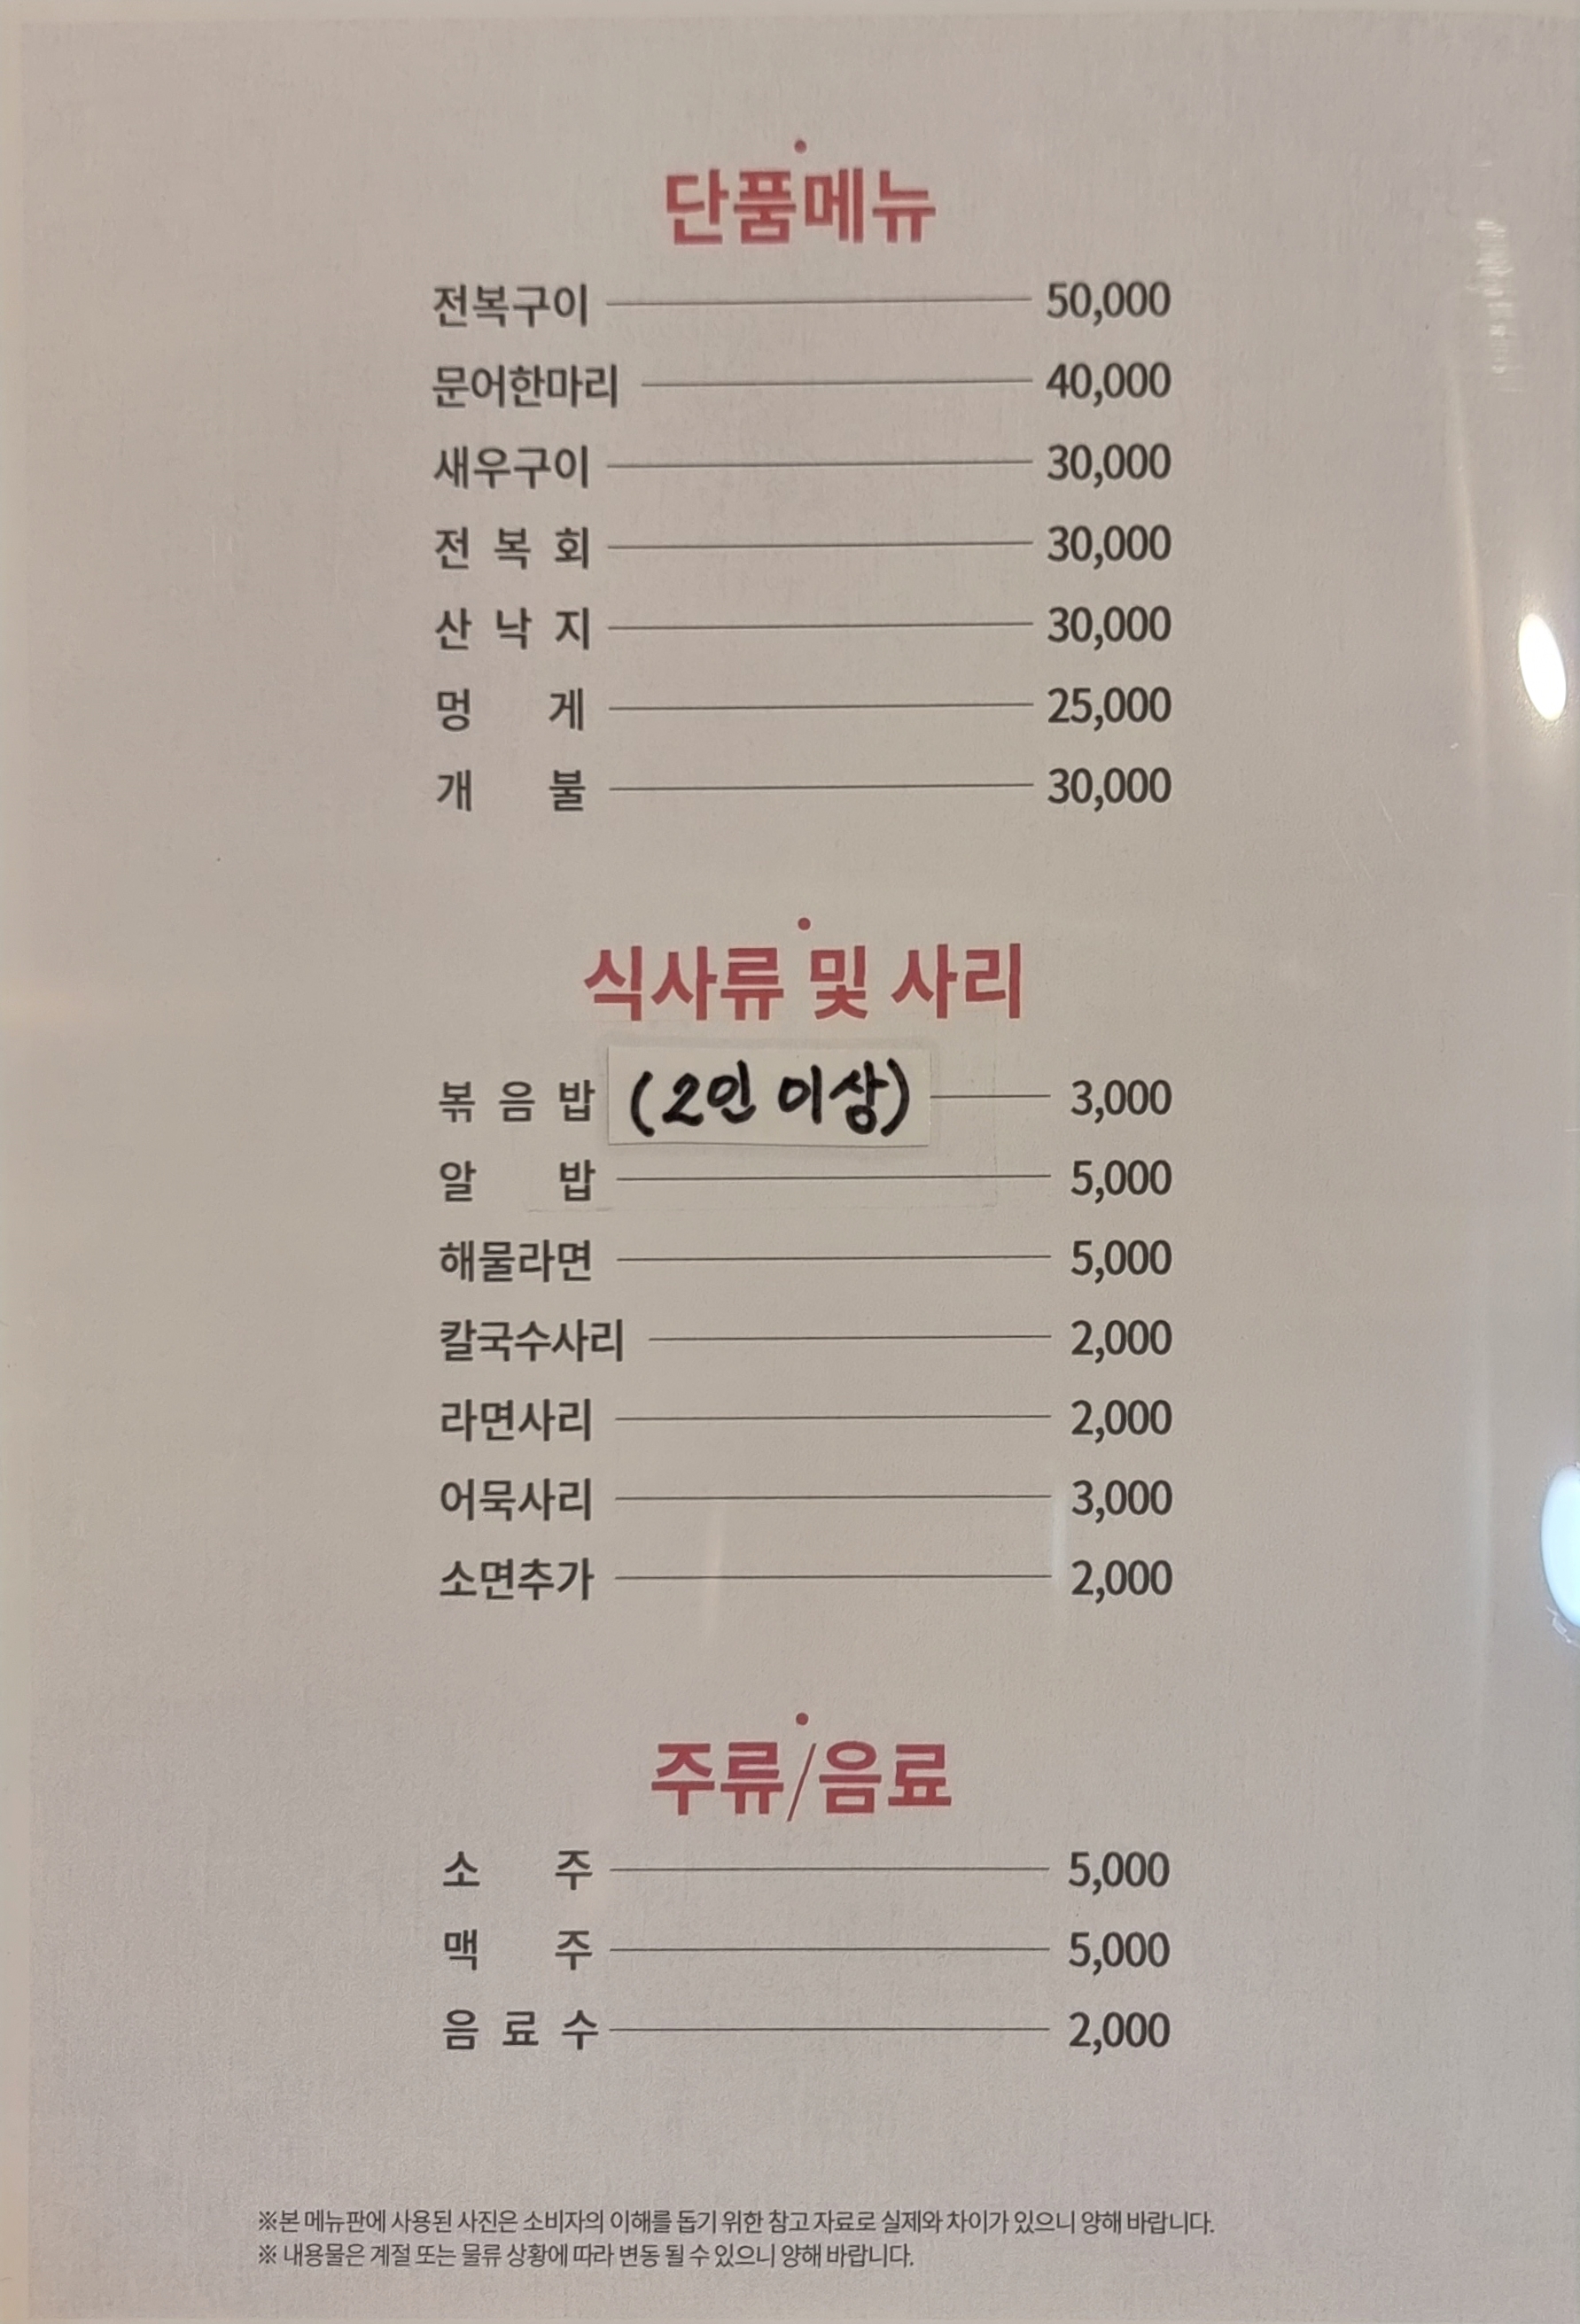 단품메뉴
전복구이 50,000
문어한마리 40,000
새우구이 30,000
전 복 회 30,000
산 낙 지 30,000
멍 게 25,000
개 불 30,000
식사류 및 사리
볶 음 밥 (2인 이상) 3,000
알 밥 5,000
해물라면 5,000
칼국수사리 2,000
라면사리 2,000
어묵사리 3,000
소면추가 2,000
주류/음료
소 주 5,000
맥 주 5,000
음 료 수 2,000
※본 메뉴판에 사용된 사진은 소비자의 이해를 돕기 위한 참고 자료로 실제와 차이가 있으니 양해 바랍니다.
※ 내용물은 계절 또는 물류 상황에 따라 변동 될 수 있으니 양해 바랍니다.